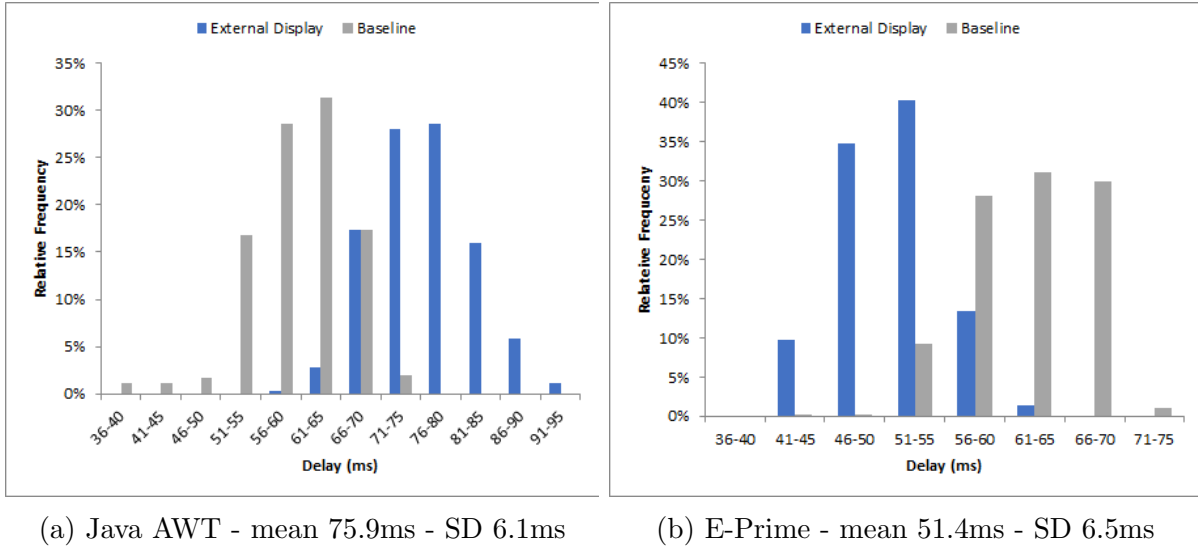 External Display Baseline
35%
30%
25%
20%
15%
10%
5%
0%
Relative Frequency
36-40 41-45 46-50 51-55 56-60 61-65 66-70 71-75 76-80 81-85 86-90 91-95
Delay (ms)
(a) Java AWT - mean 75.9ms - SD 6.1ms
External Display Baseline
45%
40%
35%
30%
25%
20%
15%
10%
5%
0%
Relateive Frequceny
36-40 41-45 46-50 51-55 56-60 61-65 66-70 71-75
Delay (ms)
(b) E-Prime - mean 51.4ms - SD 6.5ms